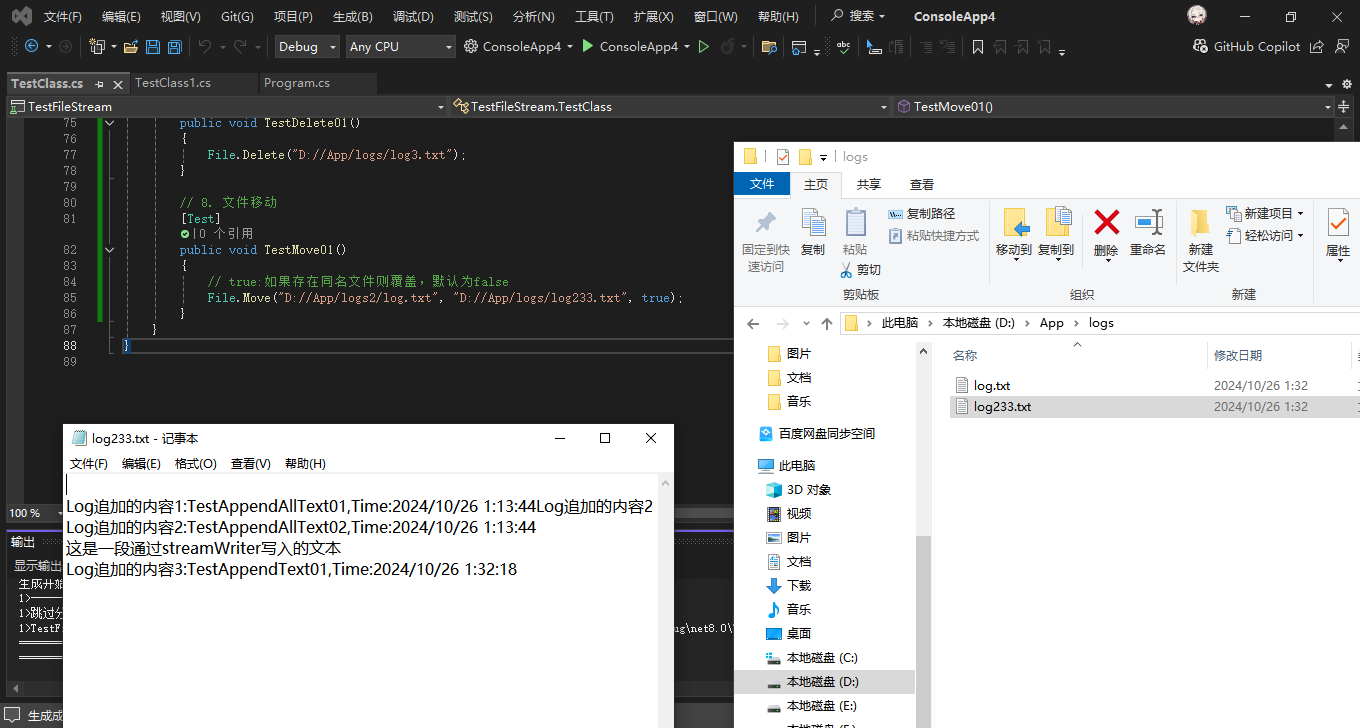 文件(F) 编辑(E) 视图(V) Git(G) 项目(P) 生成(B) 调试(D) 测试(S) 分析(N) 工具(T) 扩展(X) 窗口(W) 帮助(H) 搜索 ConsoleApp4
Debug Any CPU ConsoleApp4 ConsoleApp4 abc GitHub Copilot
TestClass.cs TestClass1.cs Program.cs
TestFileStream TestFileStream.TestClass TestMove01()
75 public void TestDelete01()
76 {
77 File.Delete("D://App/logs/log3.txt");
78 }
79
80 // 8. 文件移动
81 [Test]
0 个引用
82 public void TestMove01()
83 {
84 // true:如果存在同名文件则覆盖，默认为false
85 File.Move("D://App/logs2/log.txt", "D://App/logs/log233.txt", true);
86 }
87 }
88 }
89
100 %
输出
显示输出
生成开始
1>
1>跳过分
1>TestF
ug\net8.0\
生成成
log233.txt - 记事本
文件(F) 编辑(E) 格式(O) 查看(V) 帮助(H)
Log追加的内容1:TestAppendAllText01,Time:2024/10/26 1:13:44Log追加的内容2
Log追加的内容2:TestAppendAllText02,Time:2024/10/26 1:13:44
这是一段通过streamWriter写入的文本
Log追加的内容3:TestAppendText01,Time:2024/10/26 1:32:18
logs
文件 主页 共享 查看
固定到快速访问 复制 粘贴 复制路径 粘贴快捷方式 剪切
移动到 复制到 删除 重命名
新建文件夹 新建项目 轻松访问 属性
剪贴板 组织 新建
此电脑 本地磁盘 (D:) App logs
图片
文档
音乐
百度网盘同步空间
此电脑
3D 对象
视频
图片
文档
下载
音乐
桌面
本地磁盘 (C:)
本地磁盘 (D:)
本地磁盘 (E:)
名称 修改日期
log.txt 2024/10/26 1:32
log233.txt 2024/10/26 1:32